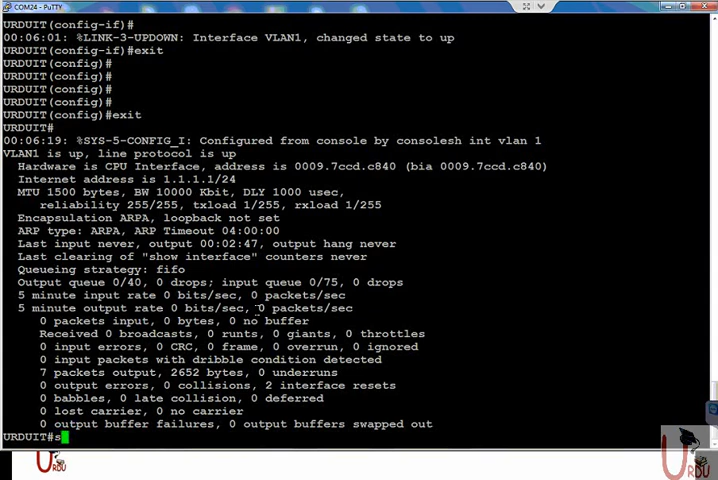 COM24 - PuTTY
URDUIT(config-if)#
00:06:01: %LINK-3-UPDOWN: Interface VLAN1, changed state to up
URDUIT(config-if)#exit
URDUIT(config)#
URDUIT(config)#
URDUIT(config)#
URDUIT(config)#
URDUIT(config)#exit
URDUIT#
00:06:19: %SYS-5-CONFIG_I: Configured from console by consolesh int vlan 1
VLAN1 is up, line protocol is up
Hardware is CPU Interface, address is 0009.7ccd.c840 (bia 0009.7ccd.c840)
Internet address is 1.1.1.1/24
MTU 1500 bytes, BW 10000 Kbit, DLY 1000 usec,
reliability 255/255, txload 1/255, rxload 1/255
Encapsulation ARPA, loopback not set
ARP type: ARPA, ARP Timeout 04:00:00
Last input never, output 00:02:47, output hang never
Last clearing of "show interface" counters never
Queueing strategy: fifo
Output queue 0/40, 0 drops; input queue 0/75, 0 drops
5 minute input rate 0 bits/sec, 0 packets/sec
5 minute output rate 0 bits/sec, 0 packets/sec
0 packets input, 0 bytes, 0 no buffer
Received 0 broadcasts, 0 runts, 0 giants, 0 throttles
0 input errors, 0 CRC, 0 frame, 0 overrun, 0 ignored
0 input packets with dribble condition detected
7 packets output, 2652 bytes, 0 underruns
0 output errors, 0 collisions, 2 interface resets
0 babbles, 0 late collision, 0 deferred
0 lost carrier, 0 no carrier
0 output buffer failures, 0 output buffers swapped out
URDUIT#s
URDU
URDU